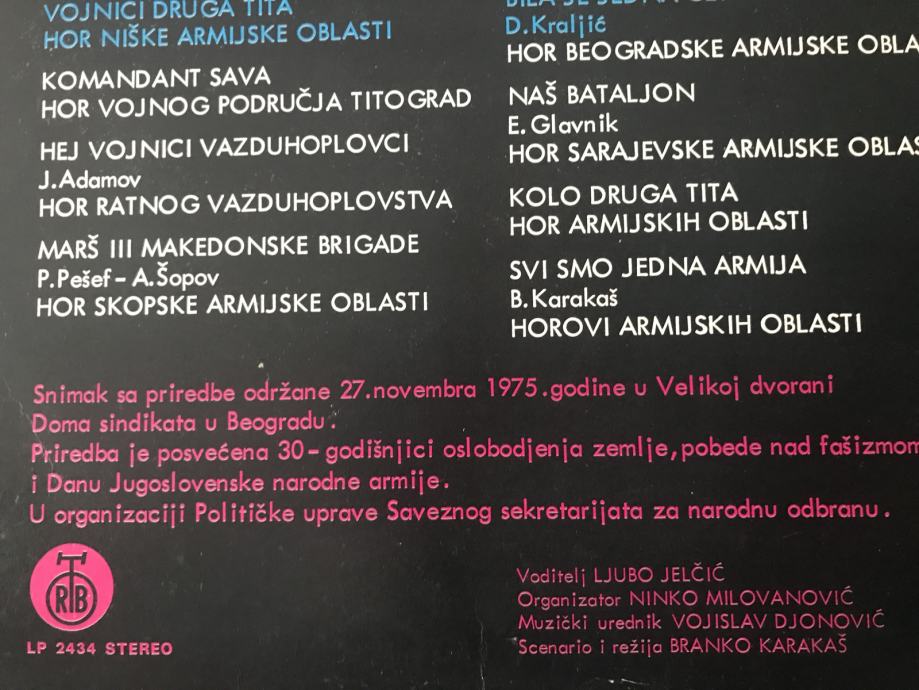 VOJNICI DRUGA TITA
HOR NIŠKE ARMIJSKE OBLASTI
KOMANDANT SAVA
HOR VOJNOG PODRUČJA TITOGRAD
HEJ VOJNICI VAZDUHOPLOVCI
J.Adamov
HOR RATNOG VAZDUHOPLOVSTVA
MARŠ III MAKEDONSKE BRIGADE
P.Pešef – A.Šopov
HOR SKOPSKE ARMIJSKE OBLASTI
D.Kraljić
HOR BEOGRADSKE ARMIJSKE OBLA
NAŠ BATALJON
E.Glavnik
HOR SARAJEVSKE ARMIJSKE OBLAS
KOLO DRUGA TITA
HOR ARMIJSKIH OBLASTI
SVI SMO JEDNA ARMIJA
B.Karakaš
HOROVI ARMIJSKIH OBLASTI
Snimak sa priredbe održane 27.novembra 1975.godine u Velikoj dvorani
Doma sindikata u Beogradu.
Priredba je posvećena 30-godišnjici oslobodjenja zemlje, pobede nad fašizmom
i Danu Jugoslovenske narodne armije.
U organizaciji Političke uprave Saveznog sekretarijata za narodnu odbranu.
RTB
LP 2434 STEREO
Voditelj LJUBO JELČIĆ
Organizator NINKO MILOVANOVIĆ
Muzički urednik VOJISLAV DJONOVIĆ
Scenario i režija BRANKO KARAKAŠ